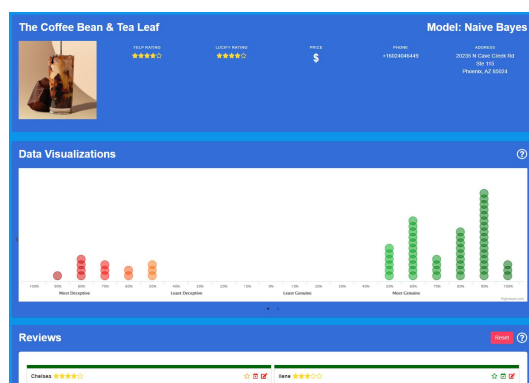 The Coffee Bean & Tea Leaf
Model: Naive Bayes
YELP RATING
LUCIFY RATING
PRICE
PHONE
ADDRESS
$
+16024046449
20235 N Cave Creek Rd
Ste 115
Phoenix, AZ 85024
Data Visualizations
100% 90% 80% 70% 60% 50% 40% 30% 20% 10% 0% 10% 20% 30% 40% 50% 60% 70% 80% 90% 100%
Most Deceptive Least Deceptive Least Genuine Most Genuine
Reviews
Reset
Chelsea
Ilene